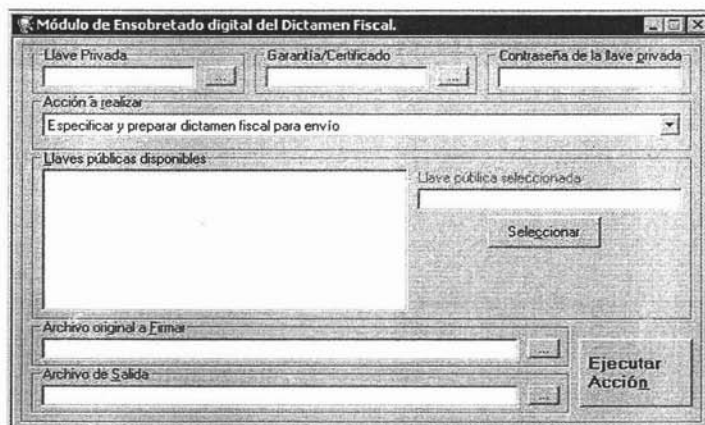 Módulo de Ensobretado digital del Dictamen Fiscal.
Llave Privada
Garantía/Certificado
Contraseña de la llave privada
...
...
Acción a realizar
Especificar y preparar dictamen fiscal para envío
Llaves públicas disponibles
Llave pública seleccionada
Seleccionar
Archivo original a Firmar
...
Archivo de Salida
...
Ejecutar
Acción